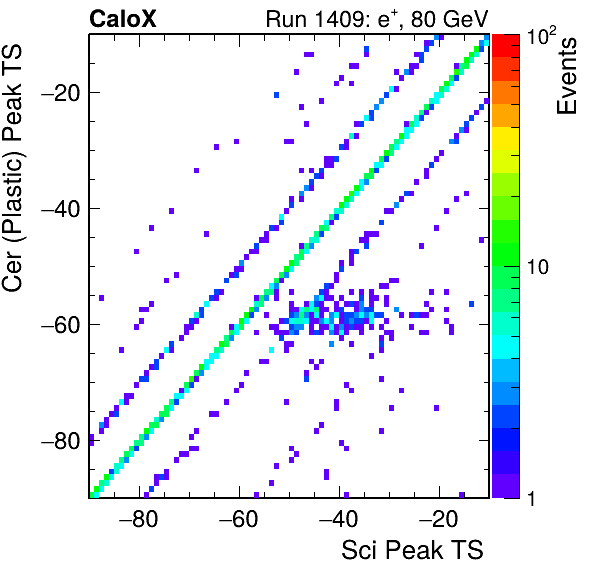 CaloX Run 1409: e⁺, 80 GeV
Cer (Plastic) Peak TS
−20
−40
−60
−80
−80 −60 −40 −20
Sci Peak TS
10²
10
1
Events